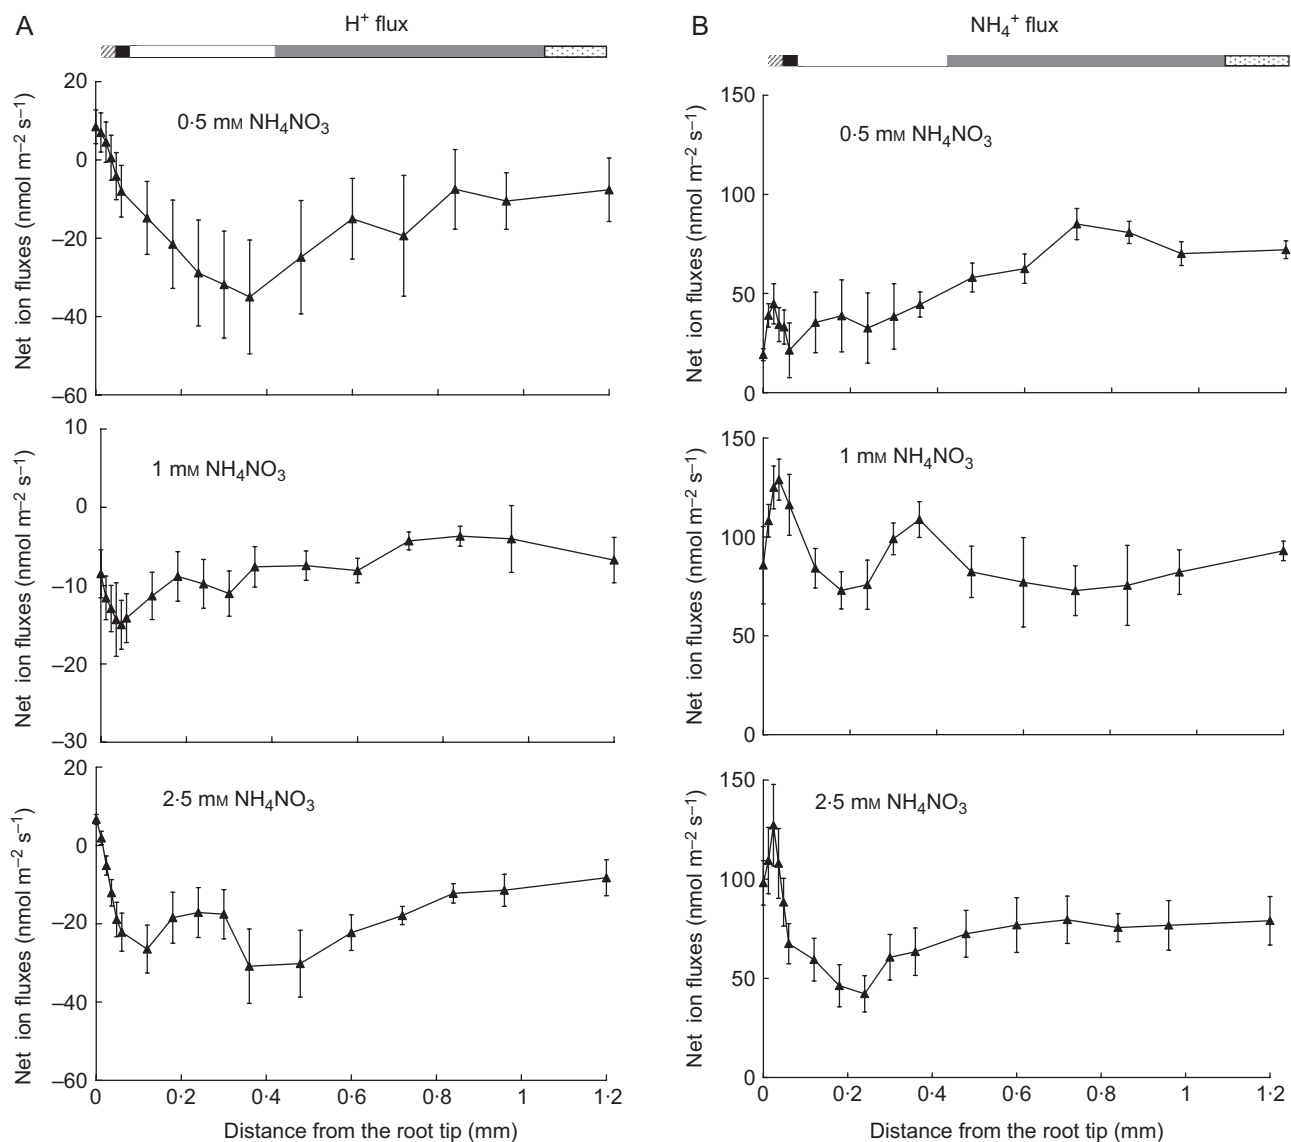 A
H⁺ flux
20
0
–20
–40
–60
Net ion fluxes (nmol m⁻² s⁻¹)
0·5 mM NH₄NO₃
10
0
–10
–20
–30
Net ion fluxes (nmol m⁻² s⁻¹)
1 mM NH₄NO₃
20
0
–20
–40
–60
Net ion fluxes (nmol m⁻² s⁻¹)
2·5 mM NH₄NO₃
0 0·2 0·4 0·6 0·8 1 1·2
Distance from the root tip (mm)
B
NH₄⁺ flux
150
100
50
0
Net ion fluxes (nmol m⁻² s⁻¹)
0·5 mM NH₄NO₃
150
100
50
0
Net ion fluxes (nmol m⁻² s⁻¹)
1 mM NH₄NO₃
150
100
50
0
Net ion fluxes (nmol m⁻² s⁻¹)
2·5 mM NH₄NO₃
0 0·2 0·4 0·6 0·8 1 1·2
Distance from the root tip (mm)